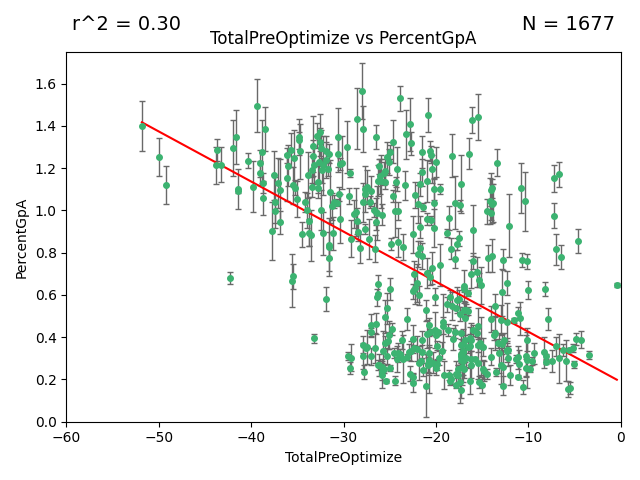 r^2 = 0.30 N = 1677
TotalPreOptimize vs PercentGpA
1.6
1.4
1.2
1.0
0.8
0.6
0.4
0.2
0.0
PercentGpA
−60 −50 −40 −30 −20 −10 0
TotalPreOptimize